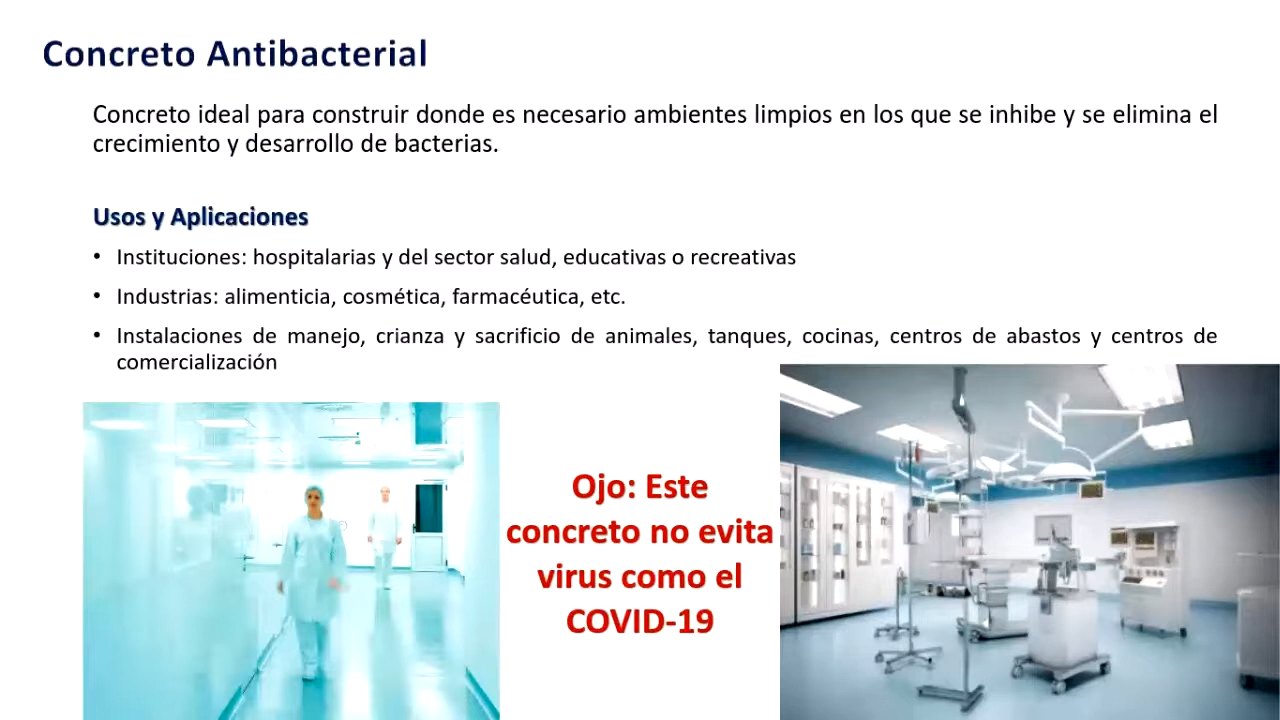 Concreto Antibacterial
Concreto ideal para construir donde es necesario ambientes limpios en los que se inhibe y se elimina el
crecimiento y desarrollo de bacterias.
Usos y Aplicaciones
• Instituciones: hospitalarias y del sector salud, educativas o recreativas
• Industrias: alimenticia, cosmética, farmacéutica, etc.
• Instalaciones de manejo, crianza y sacrificio de animales, tanques, cocinas, centros de abastos y centros de
comercialización
Ojo: Este
concreto no evita
virus como el
COVID-19